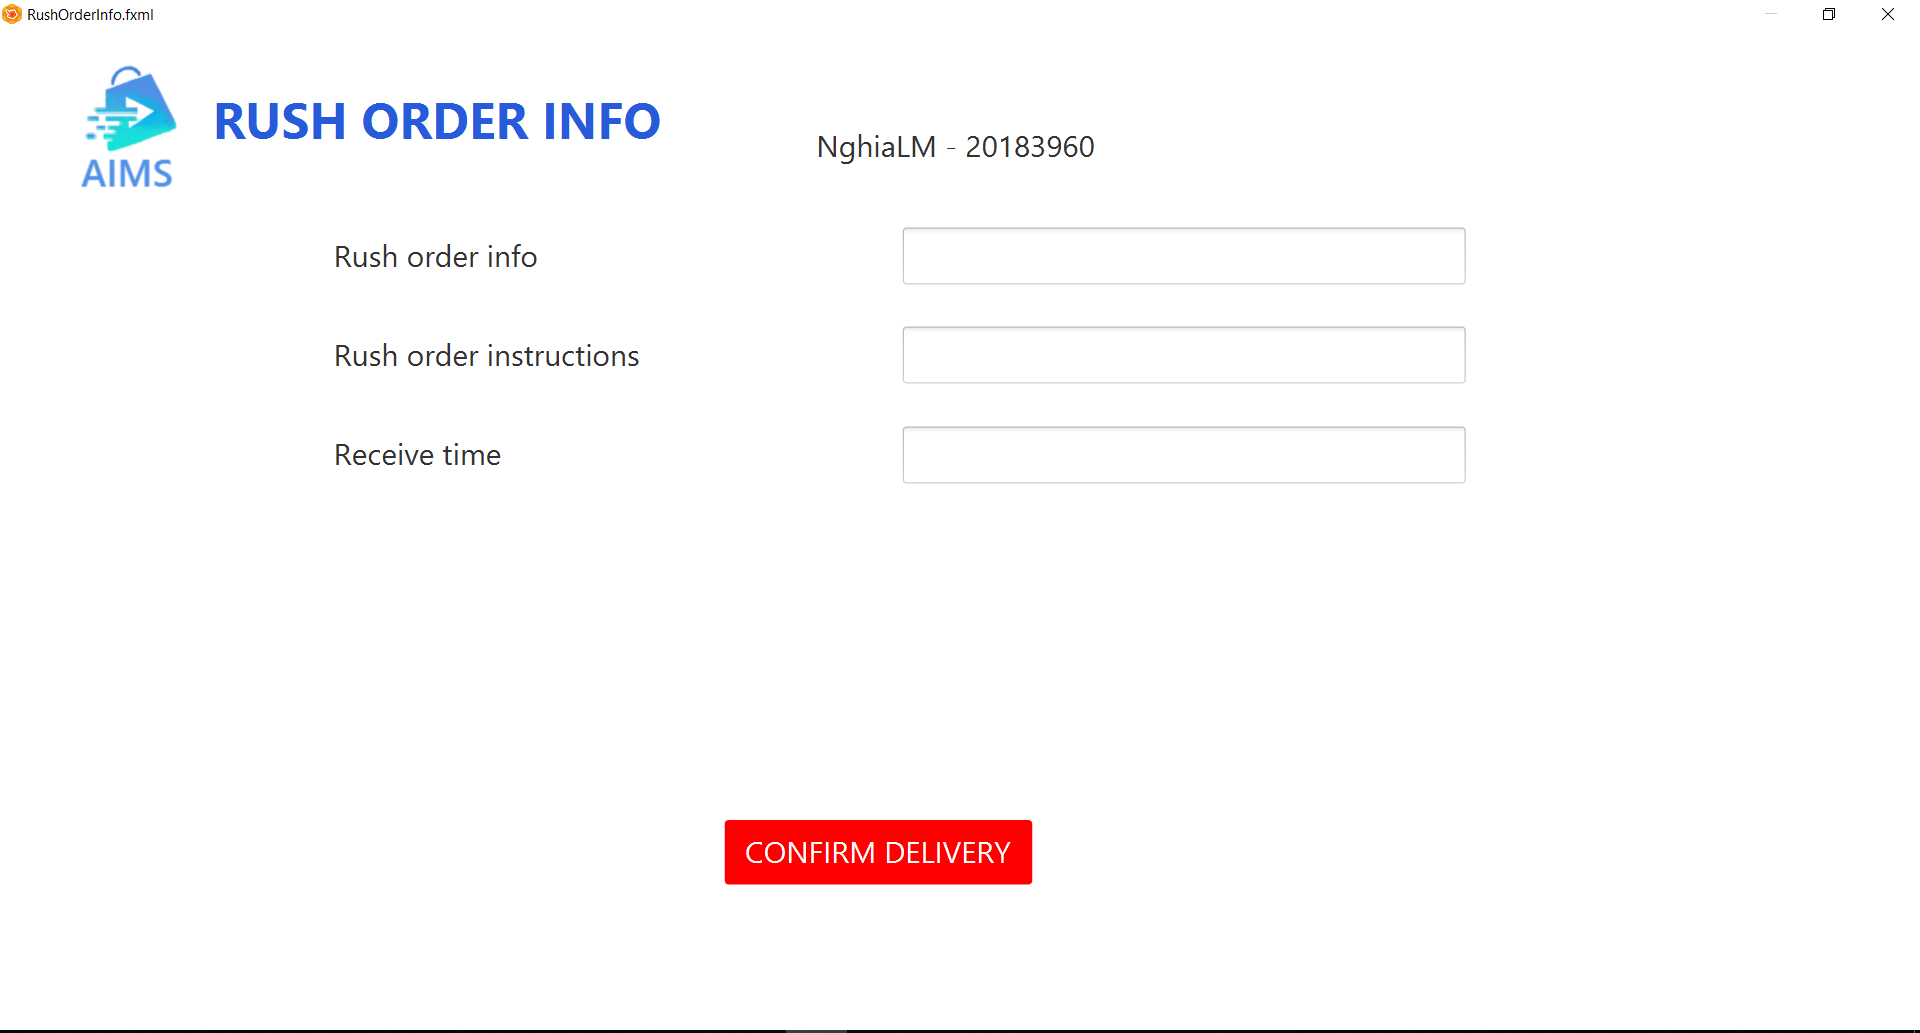 RushOrderInfo.fxml
AIMS
RUSH ORDER INFO
NghiaLM - 20183960
Rush order info
Rush order instructions
Receive time
CONFIRM DELIVERY